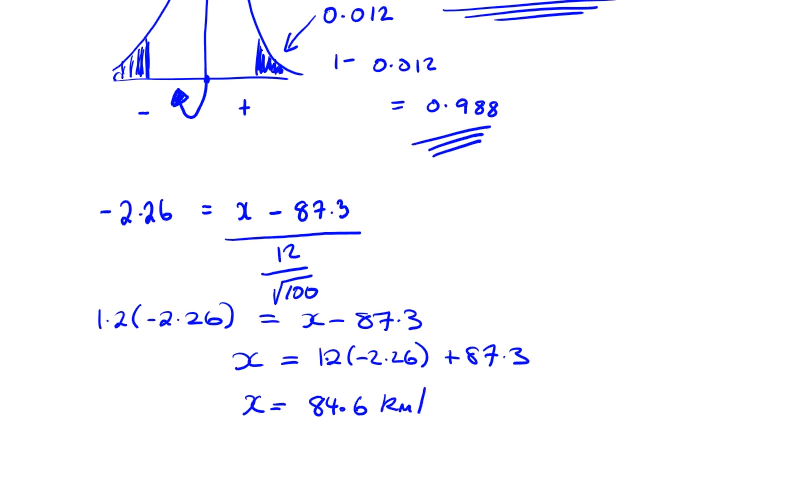 0.012
1- 0.012
= 0.988
- +
-2.26 = x - 87.3
12
√100
1.2(-2.26) = x - 87.3
x = 12(-2.26) + 87.3
x = 84.6 km/